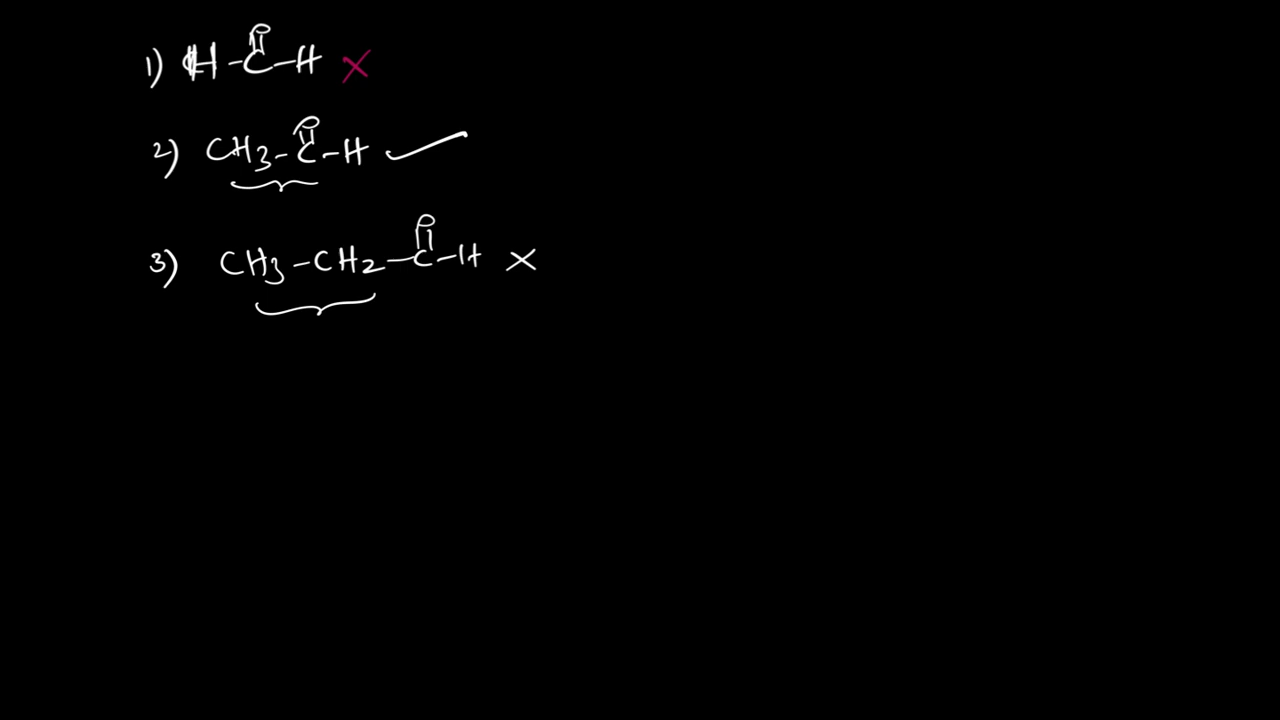 O
||
1) H-C-H ×
O
||
2) CH3-C-H ✓
O
||
3) CH3-CH2-C-H ×